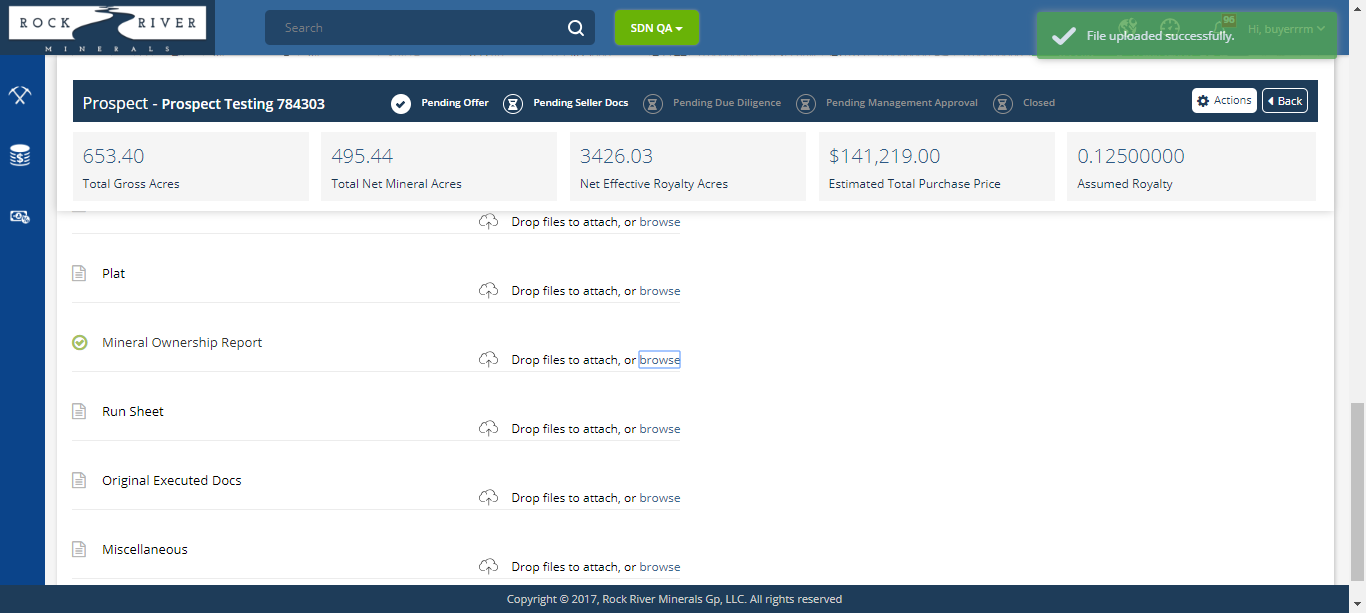 ROCK RIVER
MINERALS
Search
SDN QA
96
Hi, buyerrrm
File uploaded successfully.
Prospect - Prospect Testing 784303
Pending Offer
Pending Seller Docs
Pending Due Diligence
Pending Management Approval
Closed
Actions
Back
653.40
Total Gross Acres
495.44
Total Net Mineral Acres
3426.03
Net Effective Royalty Acres
$141,219.00
Estimated Total Purchase Price
0.12500000
Assumed Royalty
Drop files to attach, or browse
Plat
Drop files to attach, or browse
Mineral Ownership Report
Drop files to attach, or browse
Run Sheet
Drop files to attach, or browse
Original Executed Docs
Drop files to attach, or browse
Miscellaneous
Drop files to attach, or browse
Copyright © 2017, Rock River Minerals Gp, LLC. All rights reserved